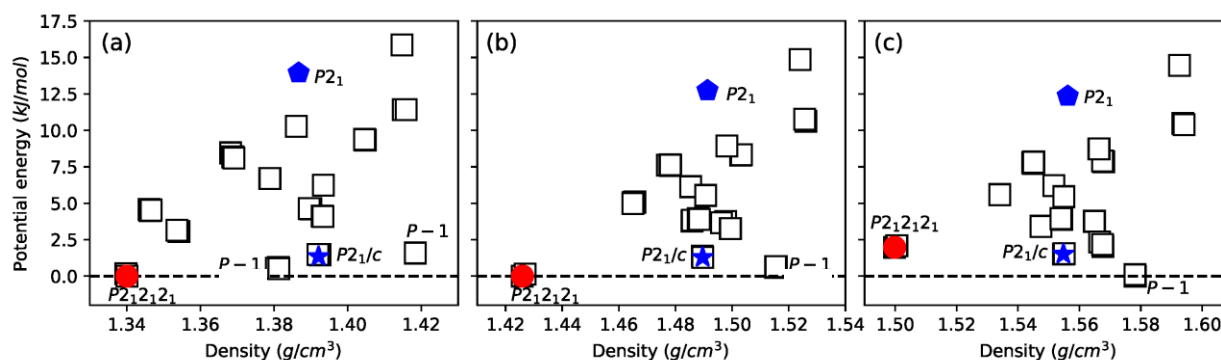 Potential energy (kJ/mol)
17.5
15.0
12.5
10.0
7.5
5.0
2.5
0.0
(a)
P2₁
P−1
P−1
P2₁/c
P2₁2₁2₁
1.34 1.36 1.38 1.40 1.42
Density (g/cm³)
(b)
P2₁
P2₁/c
P−1
P2₁2₁2₁
1.42 1.44 1.46 1.48 1.50 1.52 1.54
Density (g/cm³)
(c)
P2₁
P2₁2₁2₁
P2₁/c
P−1
1.50 1.52 1.54 1.56 1.58 1.60
Density (g/cm³)